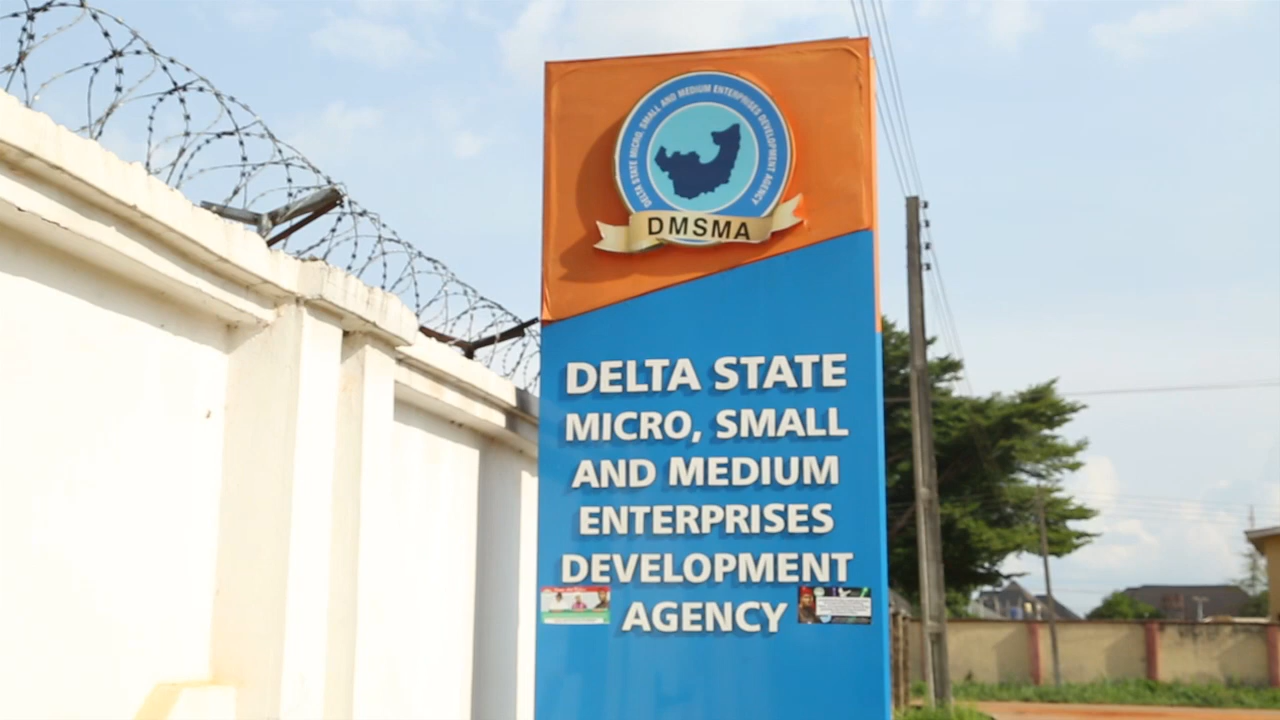 DELTA STATE MICRO, SMALL AND MEDIUM ENTERPRISES DEVELOPMENT AGENCY
DMSMA
DELTA STATE
MICRO, SMALL
AND MEDIUM
ENTERPRISES
DEVELOPMENT
AGENCY